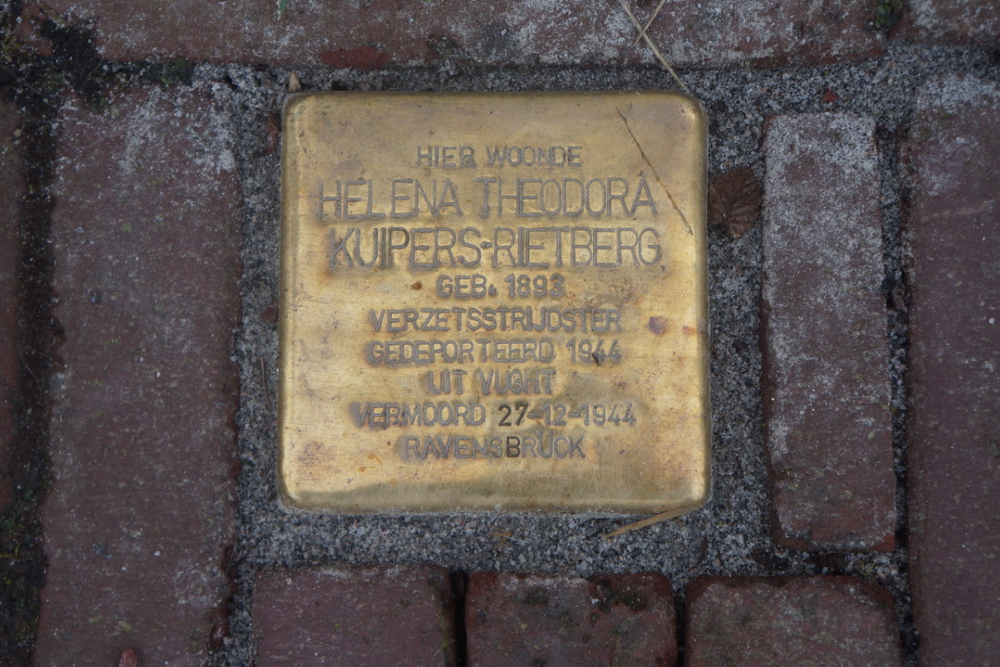 HIER WOONDE
HELENA THEODORA
KUIPERS-RIETBERG
GEB. 1893
VERZETSSTRIJDSTER
GEDEPORTEERD 1944
UIT VUGHT
VERMOORD 27-12-1944
RAVENSBRÜCK